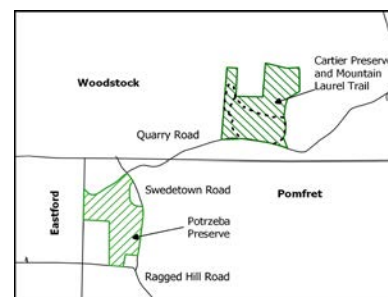 Cartier Preserve
and Mountain
Laurel Trail
Woodstock
Quarry Road
Swedetown Road
Pomfret
Eastford
Potrzeba
Preserve
Ragged Hill Road